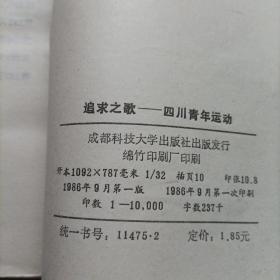 追求之歌——四川青年运动
成都科技大学出版社出版发行
绵竹印刷厂印刷
开本1092×787毫米 1/32 插页10 印张10.8
1986年9月第一版 1986年9月第一次印刷
印数 1—10,000 字数237千
统一书号：11475·2 定价：1.85元